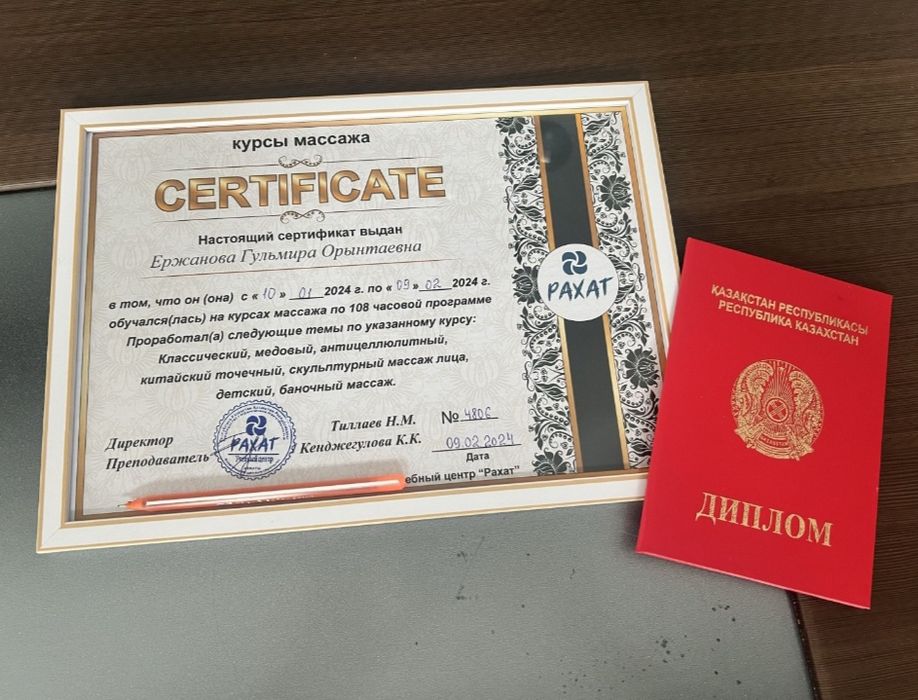 курсы массажа
CERTIFICATE
Настоящий сертификат выдан
Ержанова Гульмира Орынтаевна
в том, что он (она) с « 10 » 01 2024 г. по « 09 » 02 2024 г.
обучался(лась) на курсах массажа по 108 часовой программе
Проработал(а) следующие темы по указанному курсу:
Классический, медовый, антицеллюлитный,
китайский точечный, скульптурный массаж лица,
детский, баночный массаж.
Директор
Преподаватель
РАХАТ
Тиллаев Н.М.
Кенджегулова К.К.
№ 4806
09.02.2024
Дата
ебный центр "Рахат"
РАХАТ
ҚАЗАҚСТАН РЕСПУБЛИКАСЫ
РЕСПУБЛИКА КАЗАХСТАН
ДИПЛОМ